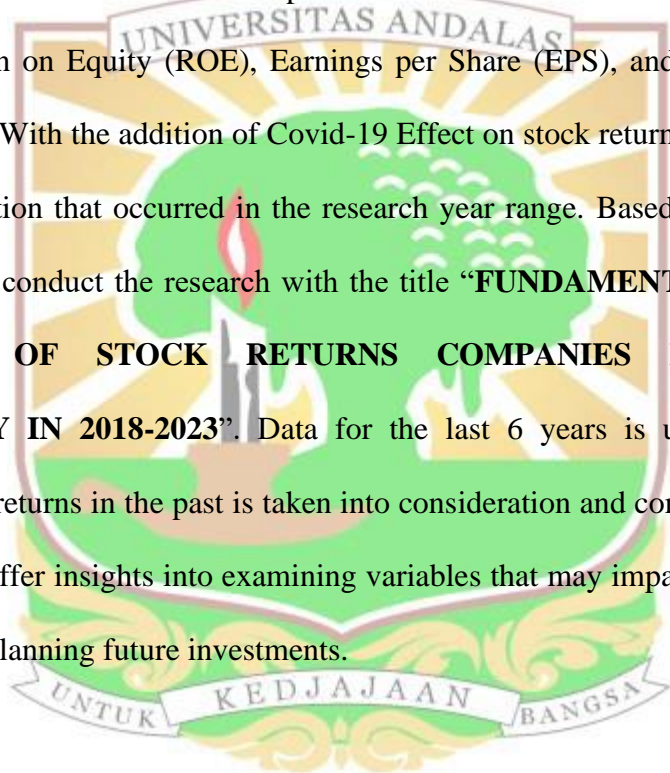 UNIVERSITAS ANDALAS
on Equity (ROE), Earnings per Share (EPS), and
With the addition of Covid-19 Effect on stock return
tion that occurred in the research year range. Based
conduct the research with the title “FUNDAMENT
OF STOCK RETURNS COMPANIES
Y IN 2018-2023”. Data for the last 6 years is u
returns in the past is taken into consideration and con
ffer insights into examining variables that may impa
lanning future investments.
UNTUK KEDJAJAAN BANGSA